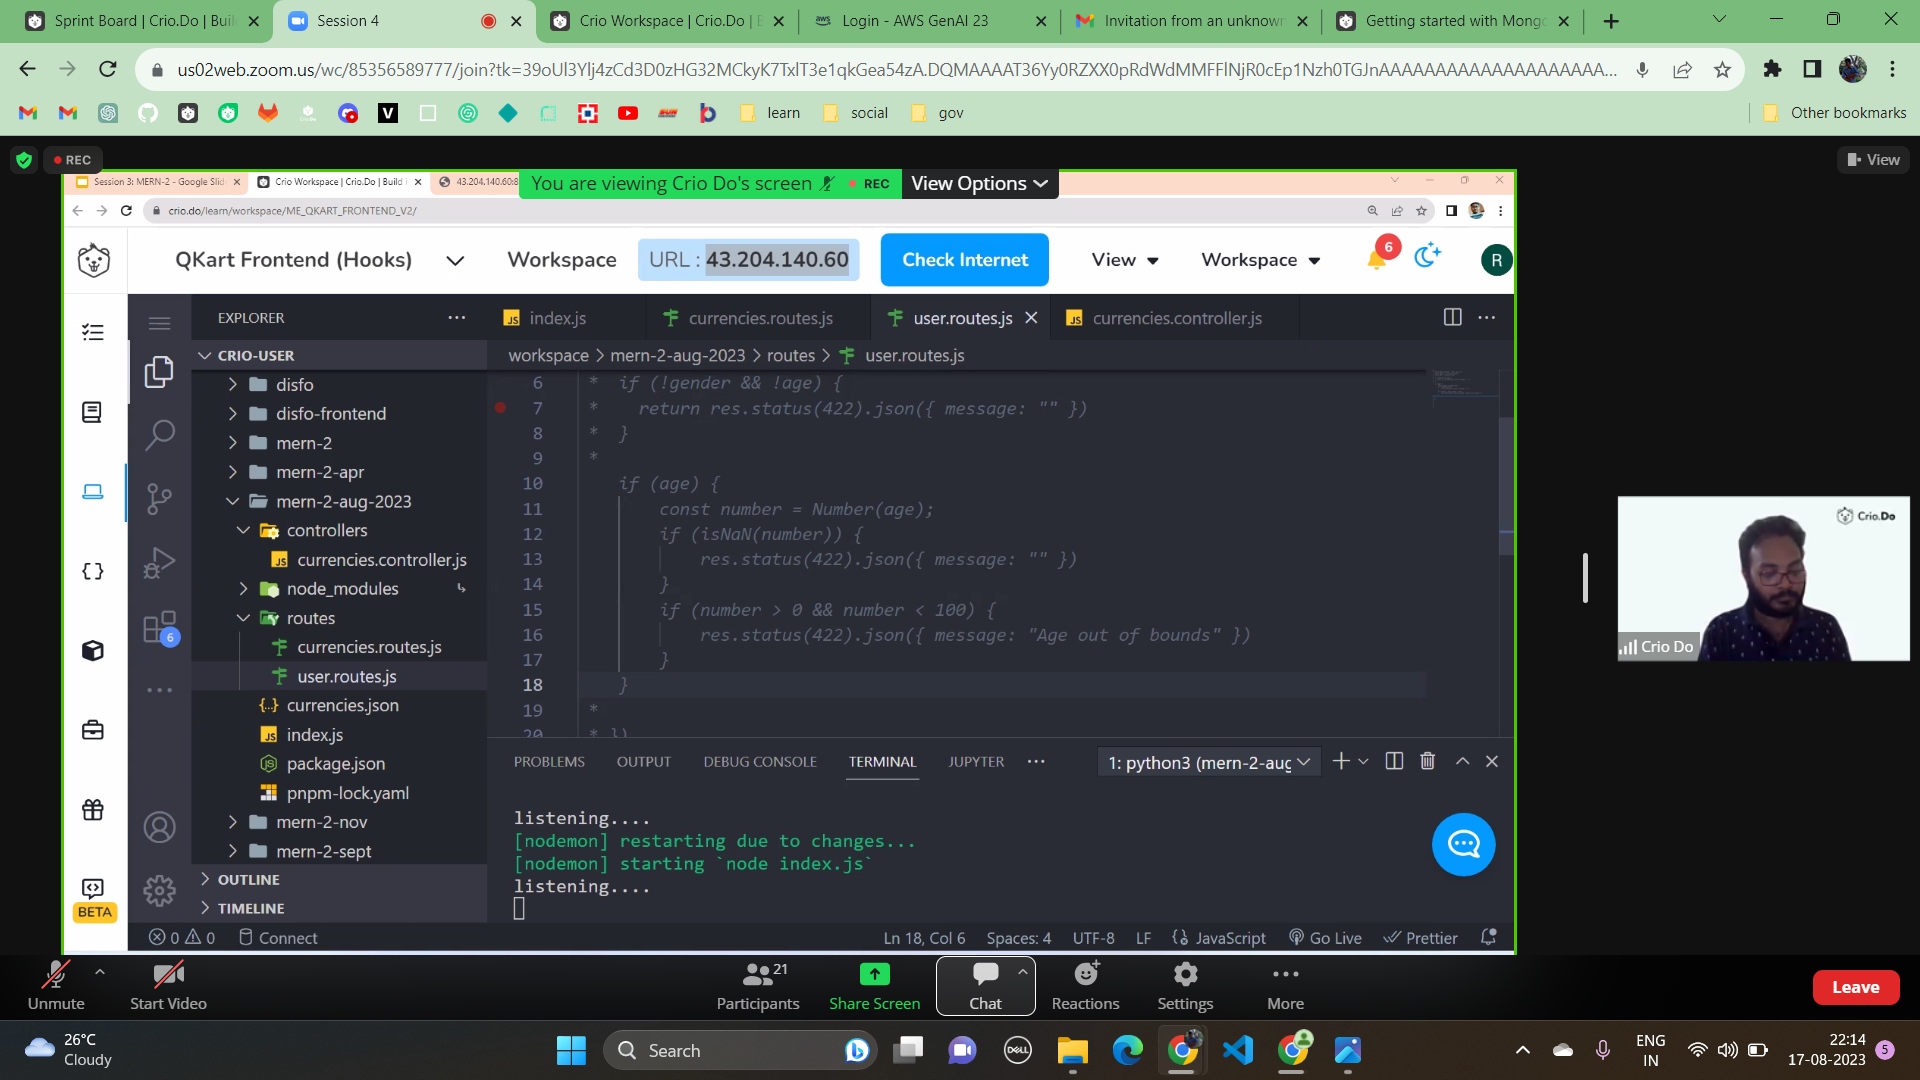 Sprint Board | Crio.Do | Buil
Session 4
Crio Workspace | Crio.Do | B
aws
Login - AWS GenAI 23
Invitation from an unknown
Getting started with Mongo
us02web.zoom.us/wc/85356589777/join?tk=39oUl3Ylj4zCd3D0zHG32MCkyK7TxlT3e1qkGea54zA.DQMAAAAT36Yy0RZXX0pRdWdMMFFlNjR0cEp1Nzh0TGJnAAAAAAAAAAAAAAAAAAAA...
learn
social
gov
Other bookmarks
REC
View
Session 3: MERN-2 - Google Slid
Crio Workspace | Crio.Do | Build
43.204.140.60:8
You are viewing Crio Do's screen
REC
View Options
crio.do/learn/workspace/ME_QKART_FRONTEND_V2/
QKart Frontend (Hooks)
Workspace
URL : 43.204.140.60
Check Internet
View
Workspace
6
R
EXPLORER
index.js
currencies.routes.js
user.routes.js
currencies.controller.js
CRIO-USER
workspace > mern-2-aug-2023 > routes > user.routes.js
disfo
disfo-frontend
mern-2
mern-2-apr
mern-2-aug-2023
controllers
currencies.controller.js
node_modules
routes
currencies.routes.js
user.routes.js
currencies.json
index.js
package.json
pnpm-lock.yaml
mern-2-nov
mern-2-sept
OUTLINE
TIMELINE
6
BETA
6 * if (!gender && !age) {
7 * return res.status(422).json({ message: "" })
8 * }
9 *
10 if (age) {
11 const number = Number(age);
12 if (isNaN(number)) {
13 res.status(422).json({ message: "" })
14 }
15 if (number > 0 && number < 100) {
16 res.status(422).json({ message: "Age out of bounds" })
17 }
18 }
19 *
20 * })
PROBLEMS
OUTPUT
DEBUG CONSOLE
TERMINAL
JUPYTER
1: python3 (mern-2-aug
listening....
[nodemon] restarting due to changes...
[nodemon] starting `node index.js`
listening....
0
0
Connect
Ln 18, Col 6
Spaces: 4
UTF-8
LF
JavaScript
Go Live
Prettier
Crio.Do
Crio Do
Unmute
Start Video
21
Participants
Share Screen
Chat
Reactions
Settings
More
Leave
26°C
Cloudy
Search
DELL
ENG
IN
22:14
17-08-2023
5